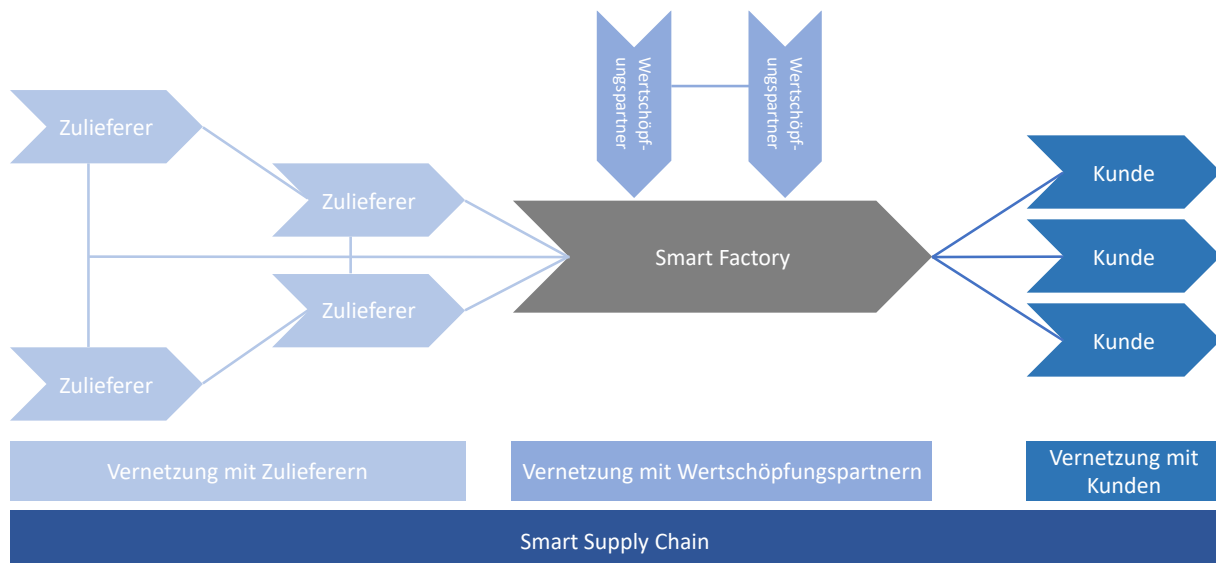 Wertschöpf-
ungspartner
Wertschöpf-
ungspartner
Zulieferer
Zulieferer
Zulieferer
Zulieferer
Smart Factory
Kunde
Kunde
Kunde
Vernetzung mit Zulieferern
Vernetzung mit Wertschöpfungspartnern
Vernetzung mit
Kunden
Smart Supply Chain